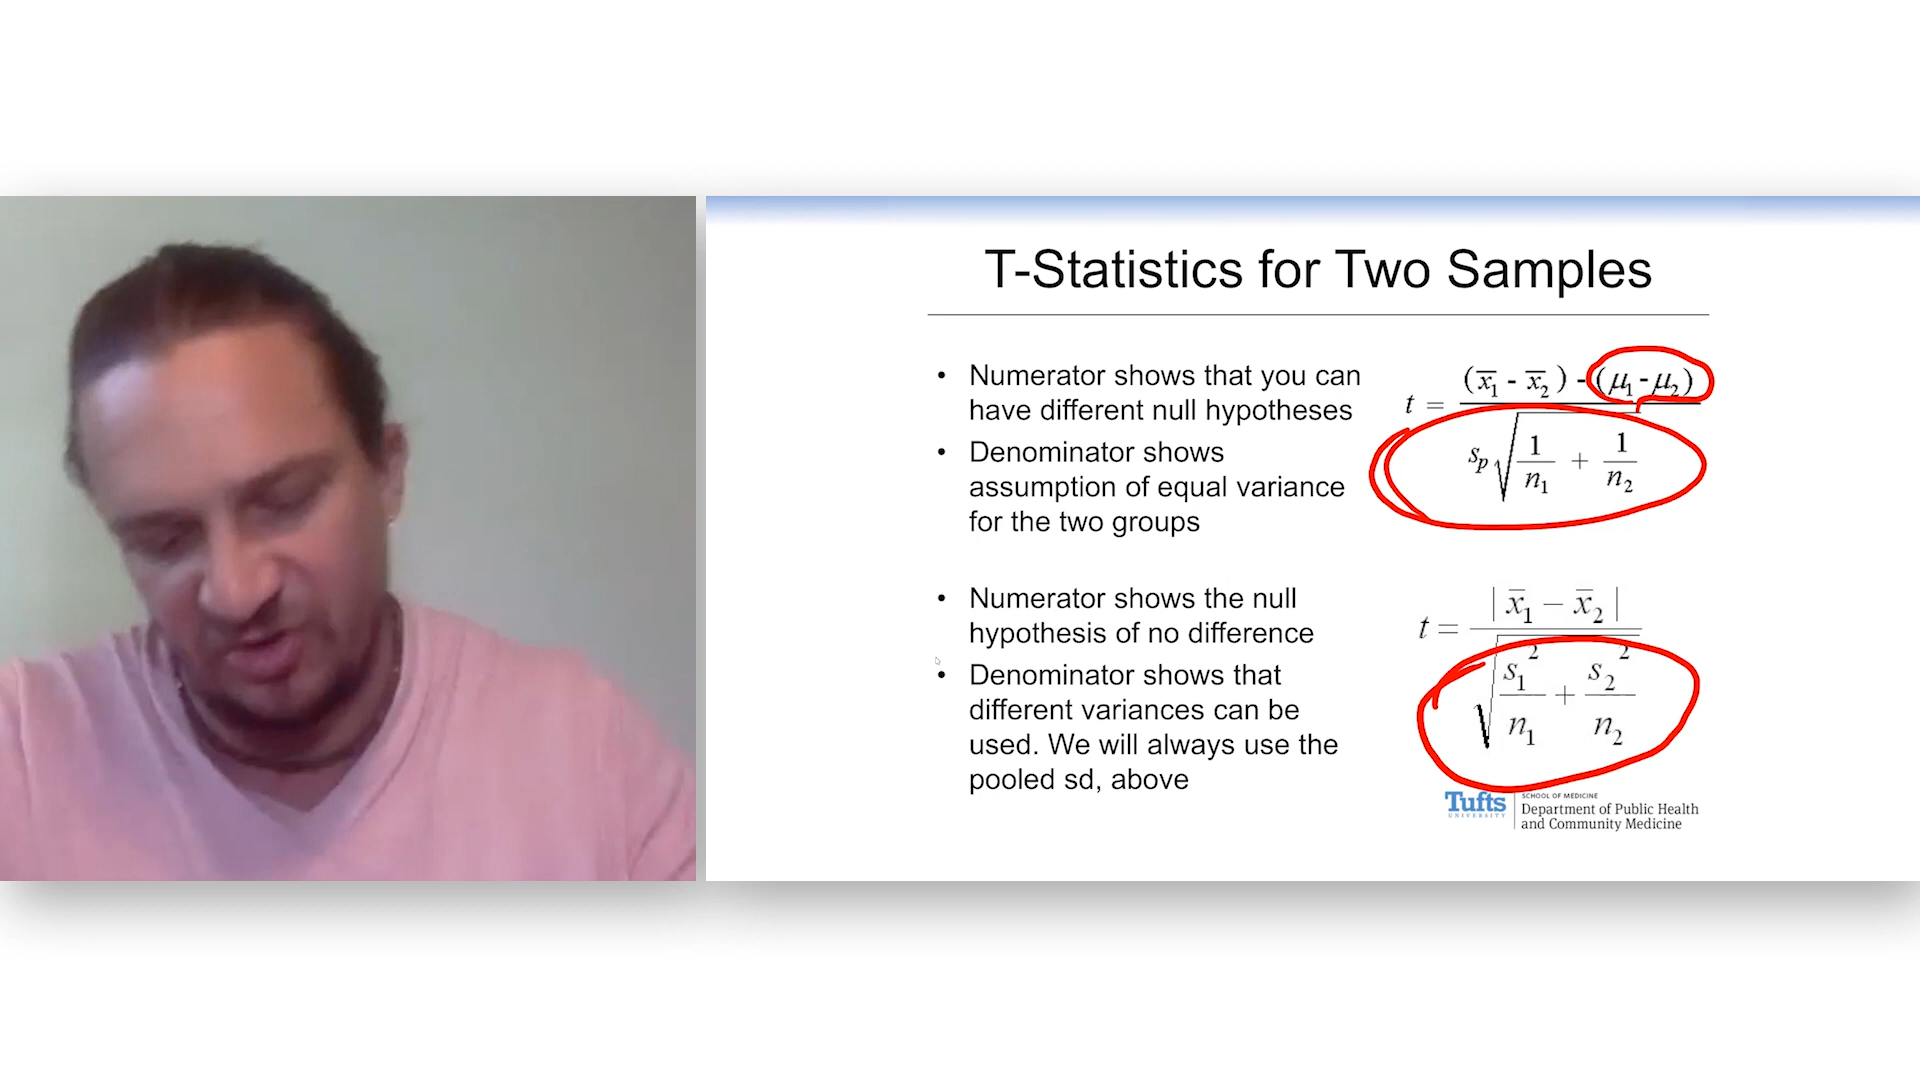 T-Statistics for Two Samples
• Numerator shows that you can
have different null hypotheses
• Denominator shows
assumption of equal variance
for the two groups
t = (x̅₁ - x̅₂) - (μ₁ - μ₂)
sₚ √ 1/n₁ + 1/n₂
• Numerator shows the null
hypothesis of no difference
• Denominator shows that
different variances can be
used. We will always use the
pooled sd, above
t = | x̅₁ − x̅₂ |
√ s₁²/n₁ + s₂²/n₂
Tufts
UNIVERSITY
SCHOOL OF MEDICINE
Department of Public Health
and Community Medicine